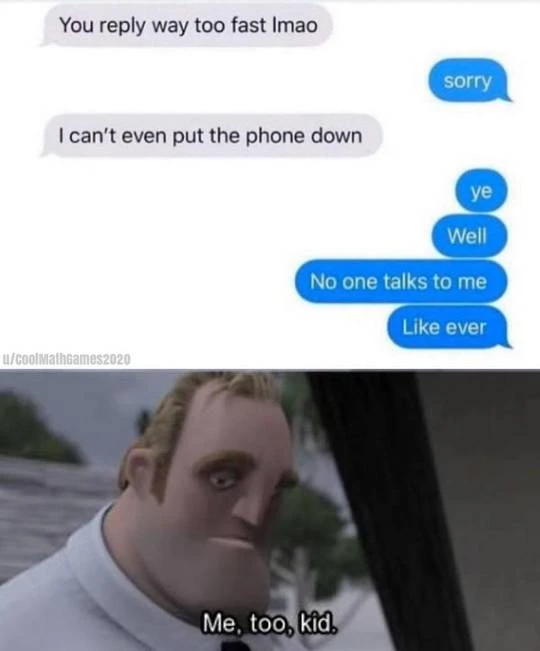 You reply way too fast lmao
sorry
I can't even put the phone down
ye
Well
No one talks to me
Like ever
u/CoolMathGames2020
Me, too, kid.